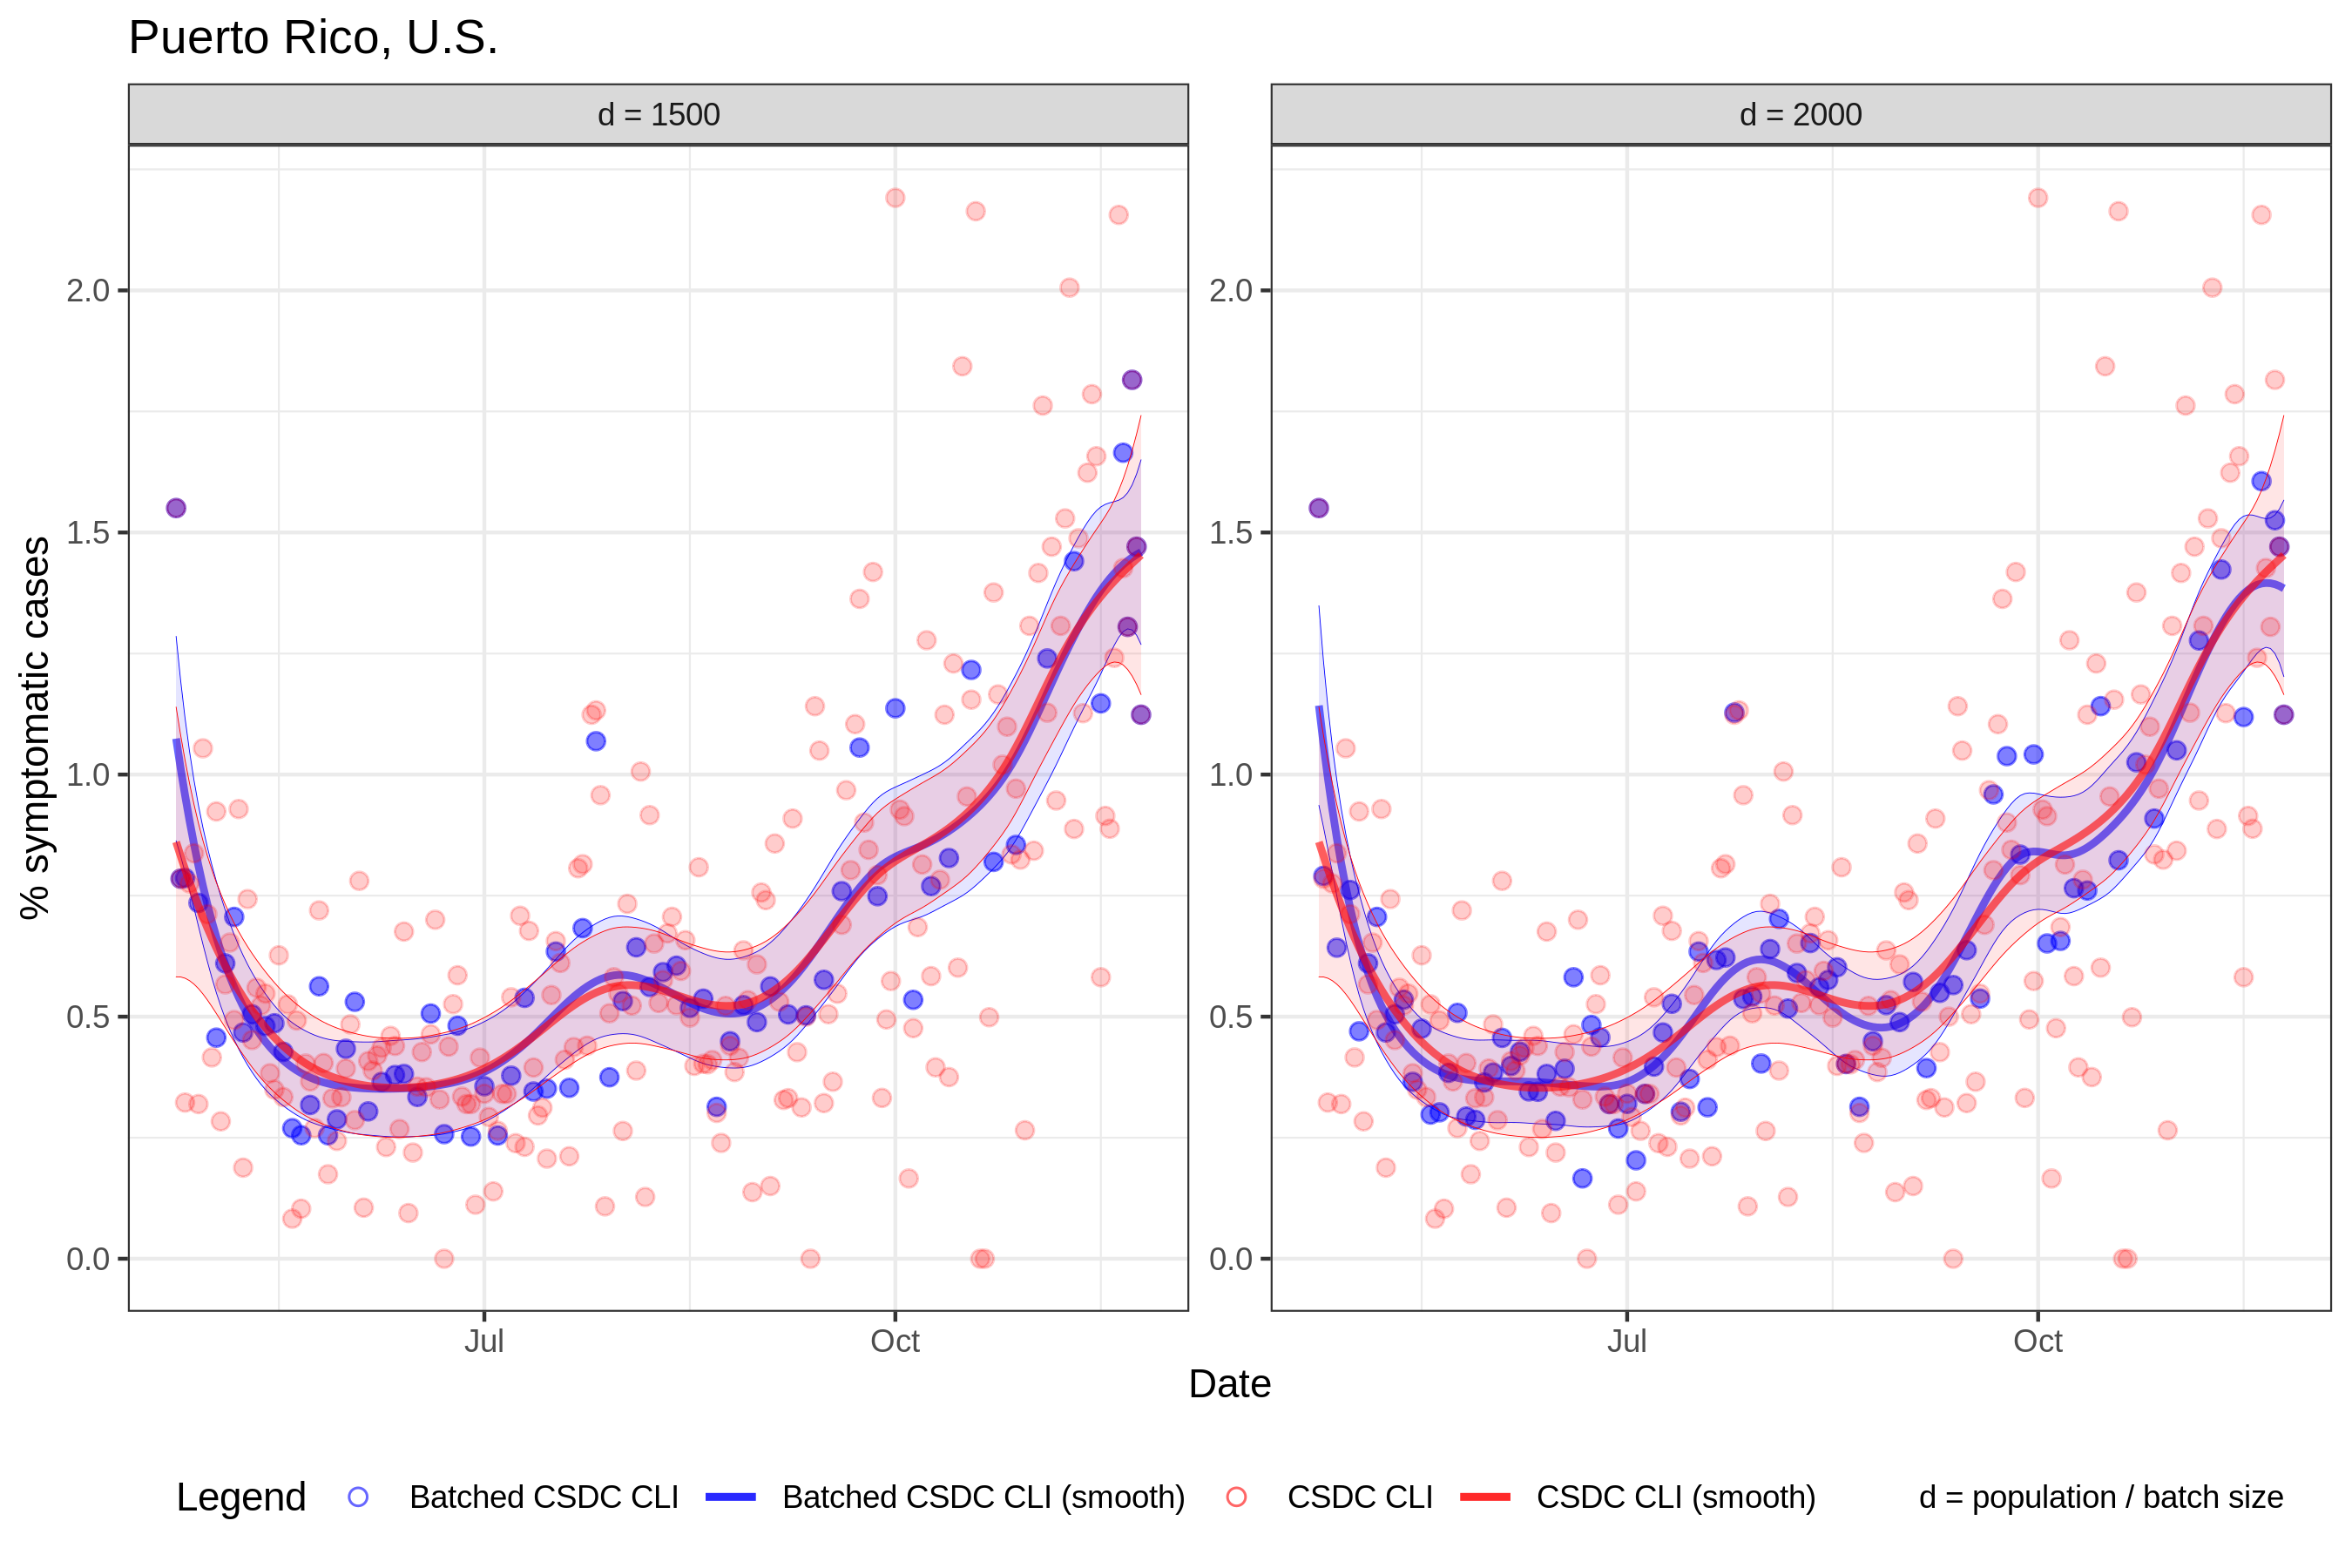 Puerto Rico, U.S.
d = 1500
d = 2000
% symptomatic cases
2.0
1.5
1.0
0.5
0.0
2.0
1.5
1.0
0.5
0.0
Jul
Oct
Jul
Oct
Date
Legend
Batched CSDC CLI
Batched CSDC CLI (smooth)
CSDC CLI
CSDC CLI (smooth)
d = population / batch size